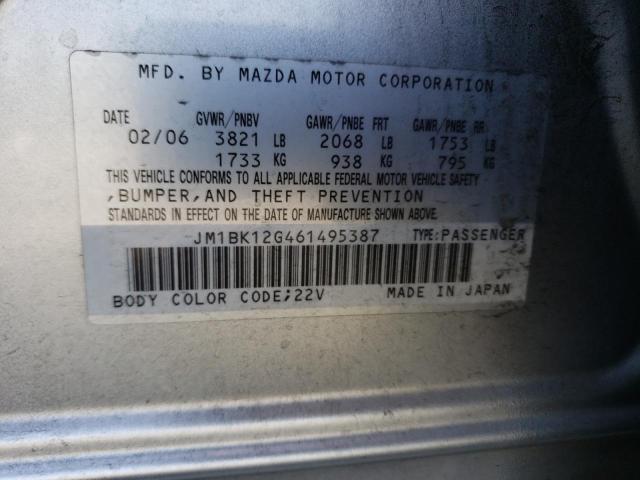 MFD. BY MAZDA MOTOR CORPORATION
DATE GVWR/PNBV GAWR/PNBE FRT GAWR/PNBE RR
02/06 3821 LB 2068 LB 1753 LB
1733 KG 938 KG 795 KG
THIS VEHICLE CONFORMS TO ALL APPLICABLE FEDERAL MOTOR VEHICLE SAFETY
,BUMPER,AND THEFT PREVENTION
STANDARDS IN EFFECT ON THE DATE OF MANUFACTURE SHOWN ABOVE.
JM1BK12G461495387 TYPE:PASSENGER
BODY COLOR CODE;22V MADE IN JAPAN